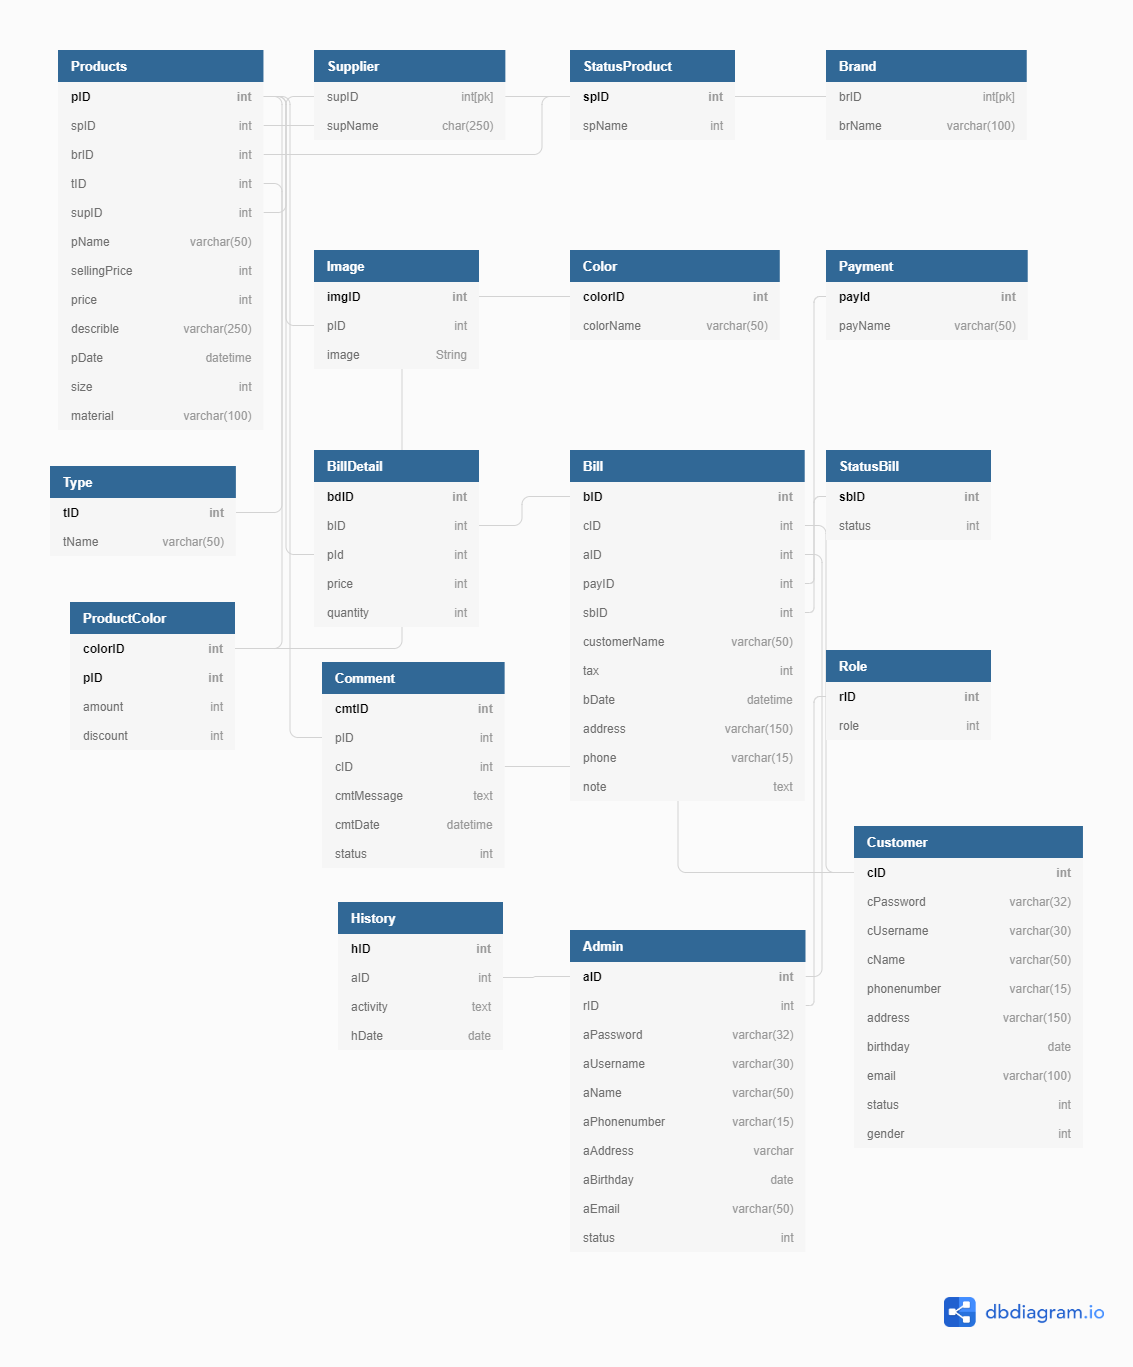 Products
pID int
spID int
brID int
tID int
supID int
pName varchar(50)
sellingPrice int
price int
describle varchar(250)
pDate datetime
size int
material varchar(100)
Supplier
supID int[pk]
supName char(250)
StatusProduct
spID int
spName int
Brand
brID int[pk]
brName varchar(100)
Image
imgID int
pID int
image String
Color
colorID int
colorName varchar(50)
Payment
payId int
payName varchar(50)
Type
tID int
tName varchar(50)
BillDetail
bdID int
bID int
pId int
price int
quantity int
Bill
bID int
cID int
aID int
payID int
sbID int
customerName varchar(50)
tax int
bDate datetime
address varchar(150)
phone varchar(15)
note text
StatusBill
sbID int
status int
ProductColor
colorID int
pID int
amount int
discount int
Comment
cmtID int
pID int
cID int
cmtMessage text
cmtDate datetime
status int
Role
rID int
role int
Customer
cID int
cPassword varchar(32)
cUsername varchar(30)
cName varchar(50)
phonenumber varchar(15)
address varchar(150)
birthday date
email varchar(100)
status int
gender int
History
hID int
aID int
activity text
hDate date
Admin
aID int
rID int
aPassword varchar(32)
aUsername varchar(30)
aName varchar(50)
aPhonenumber varchar(15)
aAddress varchar
aBirthday date
aEmail varchar(50)
status int
dbdiagram.io